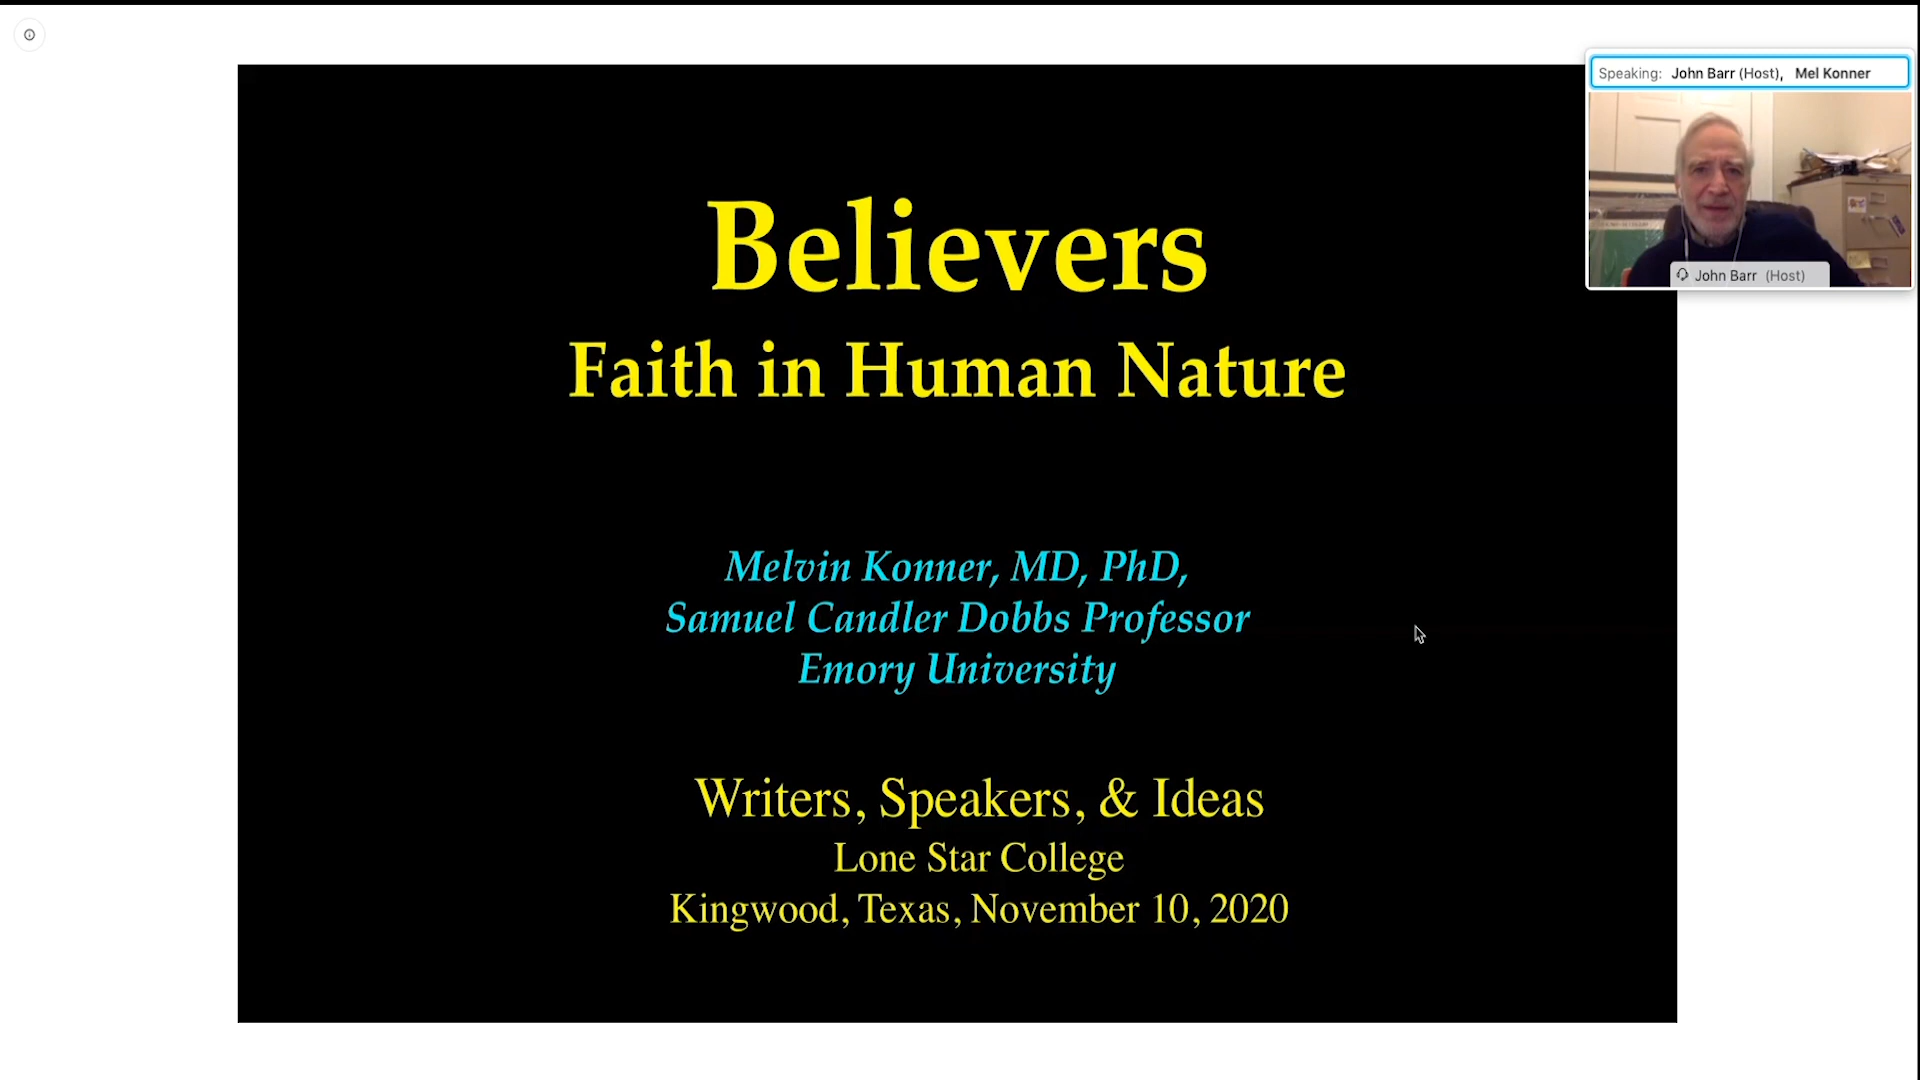 Speaking: John Barr (Host), Mel Konner
John Barr (Host)
Believers
Faith in Human Nature
Melvin Konner, MD, PhD,
Samuel Candler Dobbs Professor
Emory University
Writers, Speakers, & Ideas
Lone Star College
Kingwood, Texas, November 10, 2020